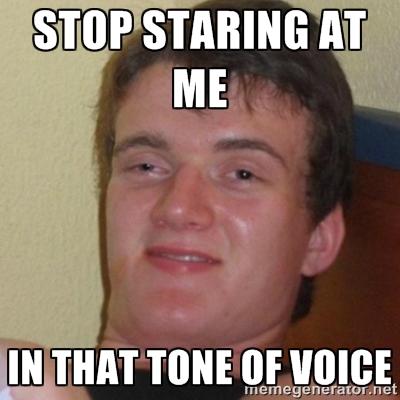 STOP STARING AT
ME
IN THAT TONE OF VOICE
memegenerator.net